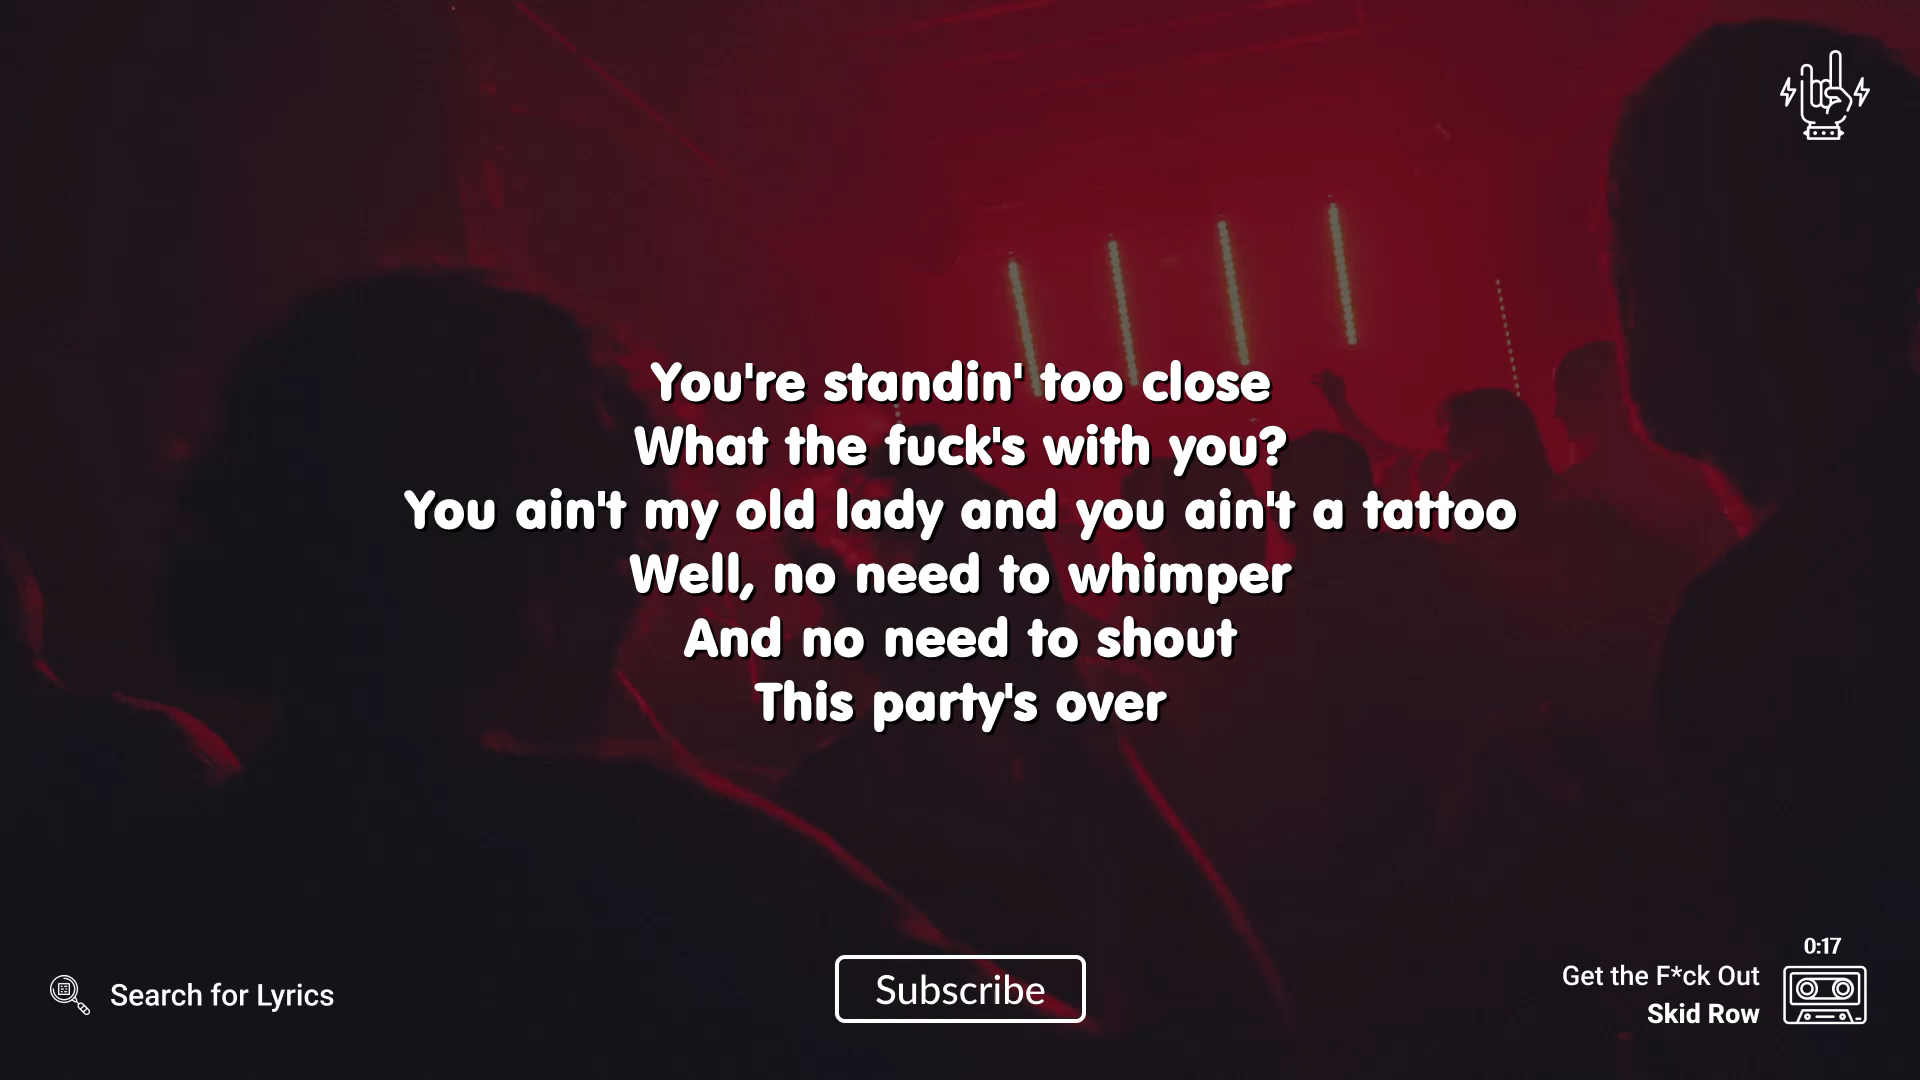 You're standin' too close
What the fuck's with you?
You ain't my old lady and you ain't a tattoo
Well, no need to whimper
And no need to shout
This party's over
Search for Lyrics
Subscribe
0:17
Get the F*ck Out
Skid Row